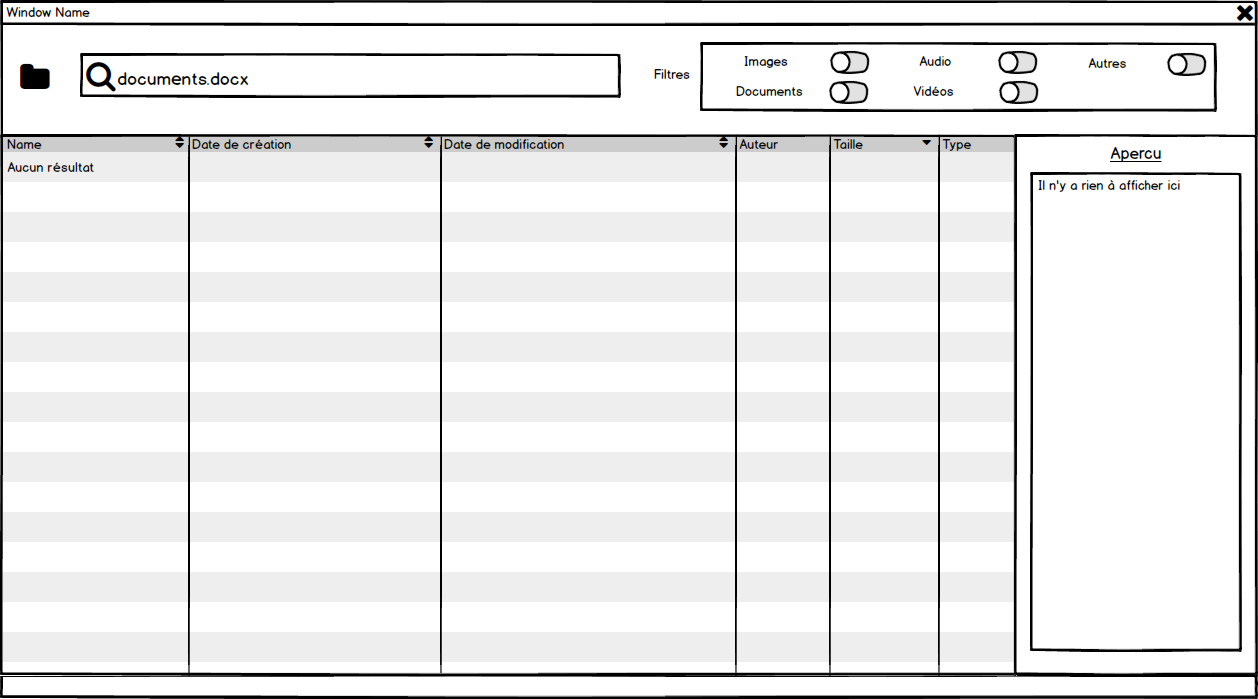 Window Name
documents.docx
Filtres
Images
Audio
Autres
Documents
Vidéos
Name
Date de création
Date de modification
Auteur
Taille
Type
Aucun résultat
Apercu
Il n'y a rien à afficher ici